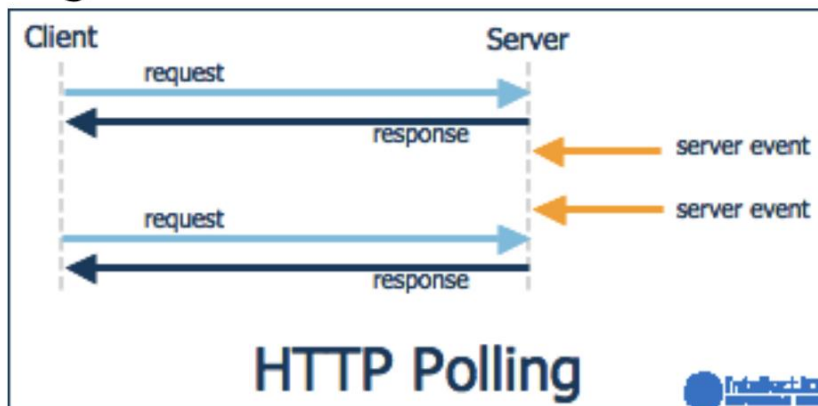 Client
Server
request
response
server event
server event
request
response
HTTP Polling